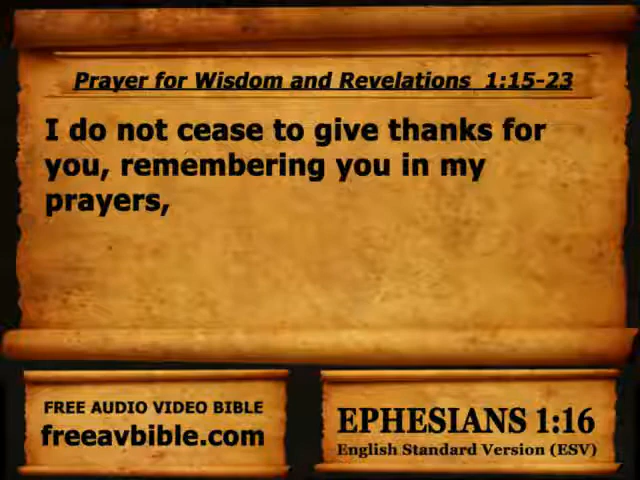 Prayer for Wisdom and Revelations 1:15-23
I do not cease to give thanks for
you, remembering you in my
prayers,
FREE AUDIO VIDEO BIBLE
freeavbible.com
EPHESIANS 1:16
English Standard Version (ESV)